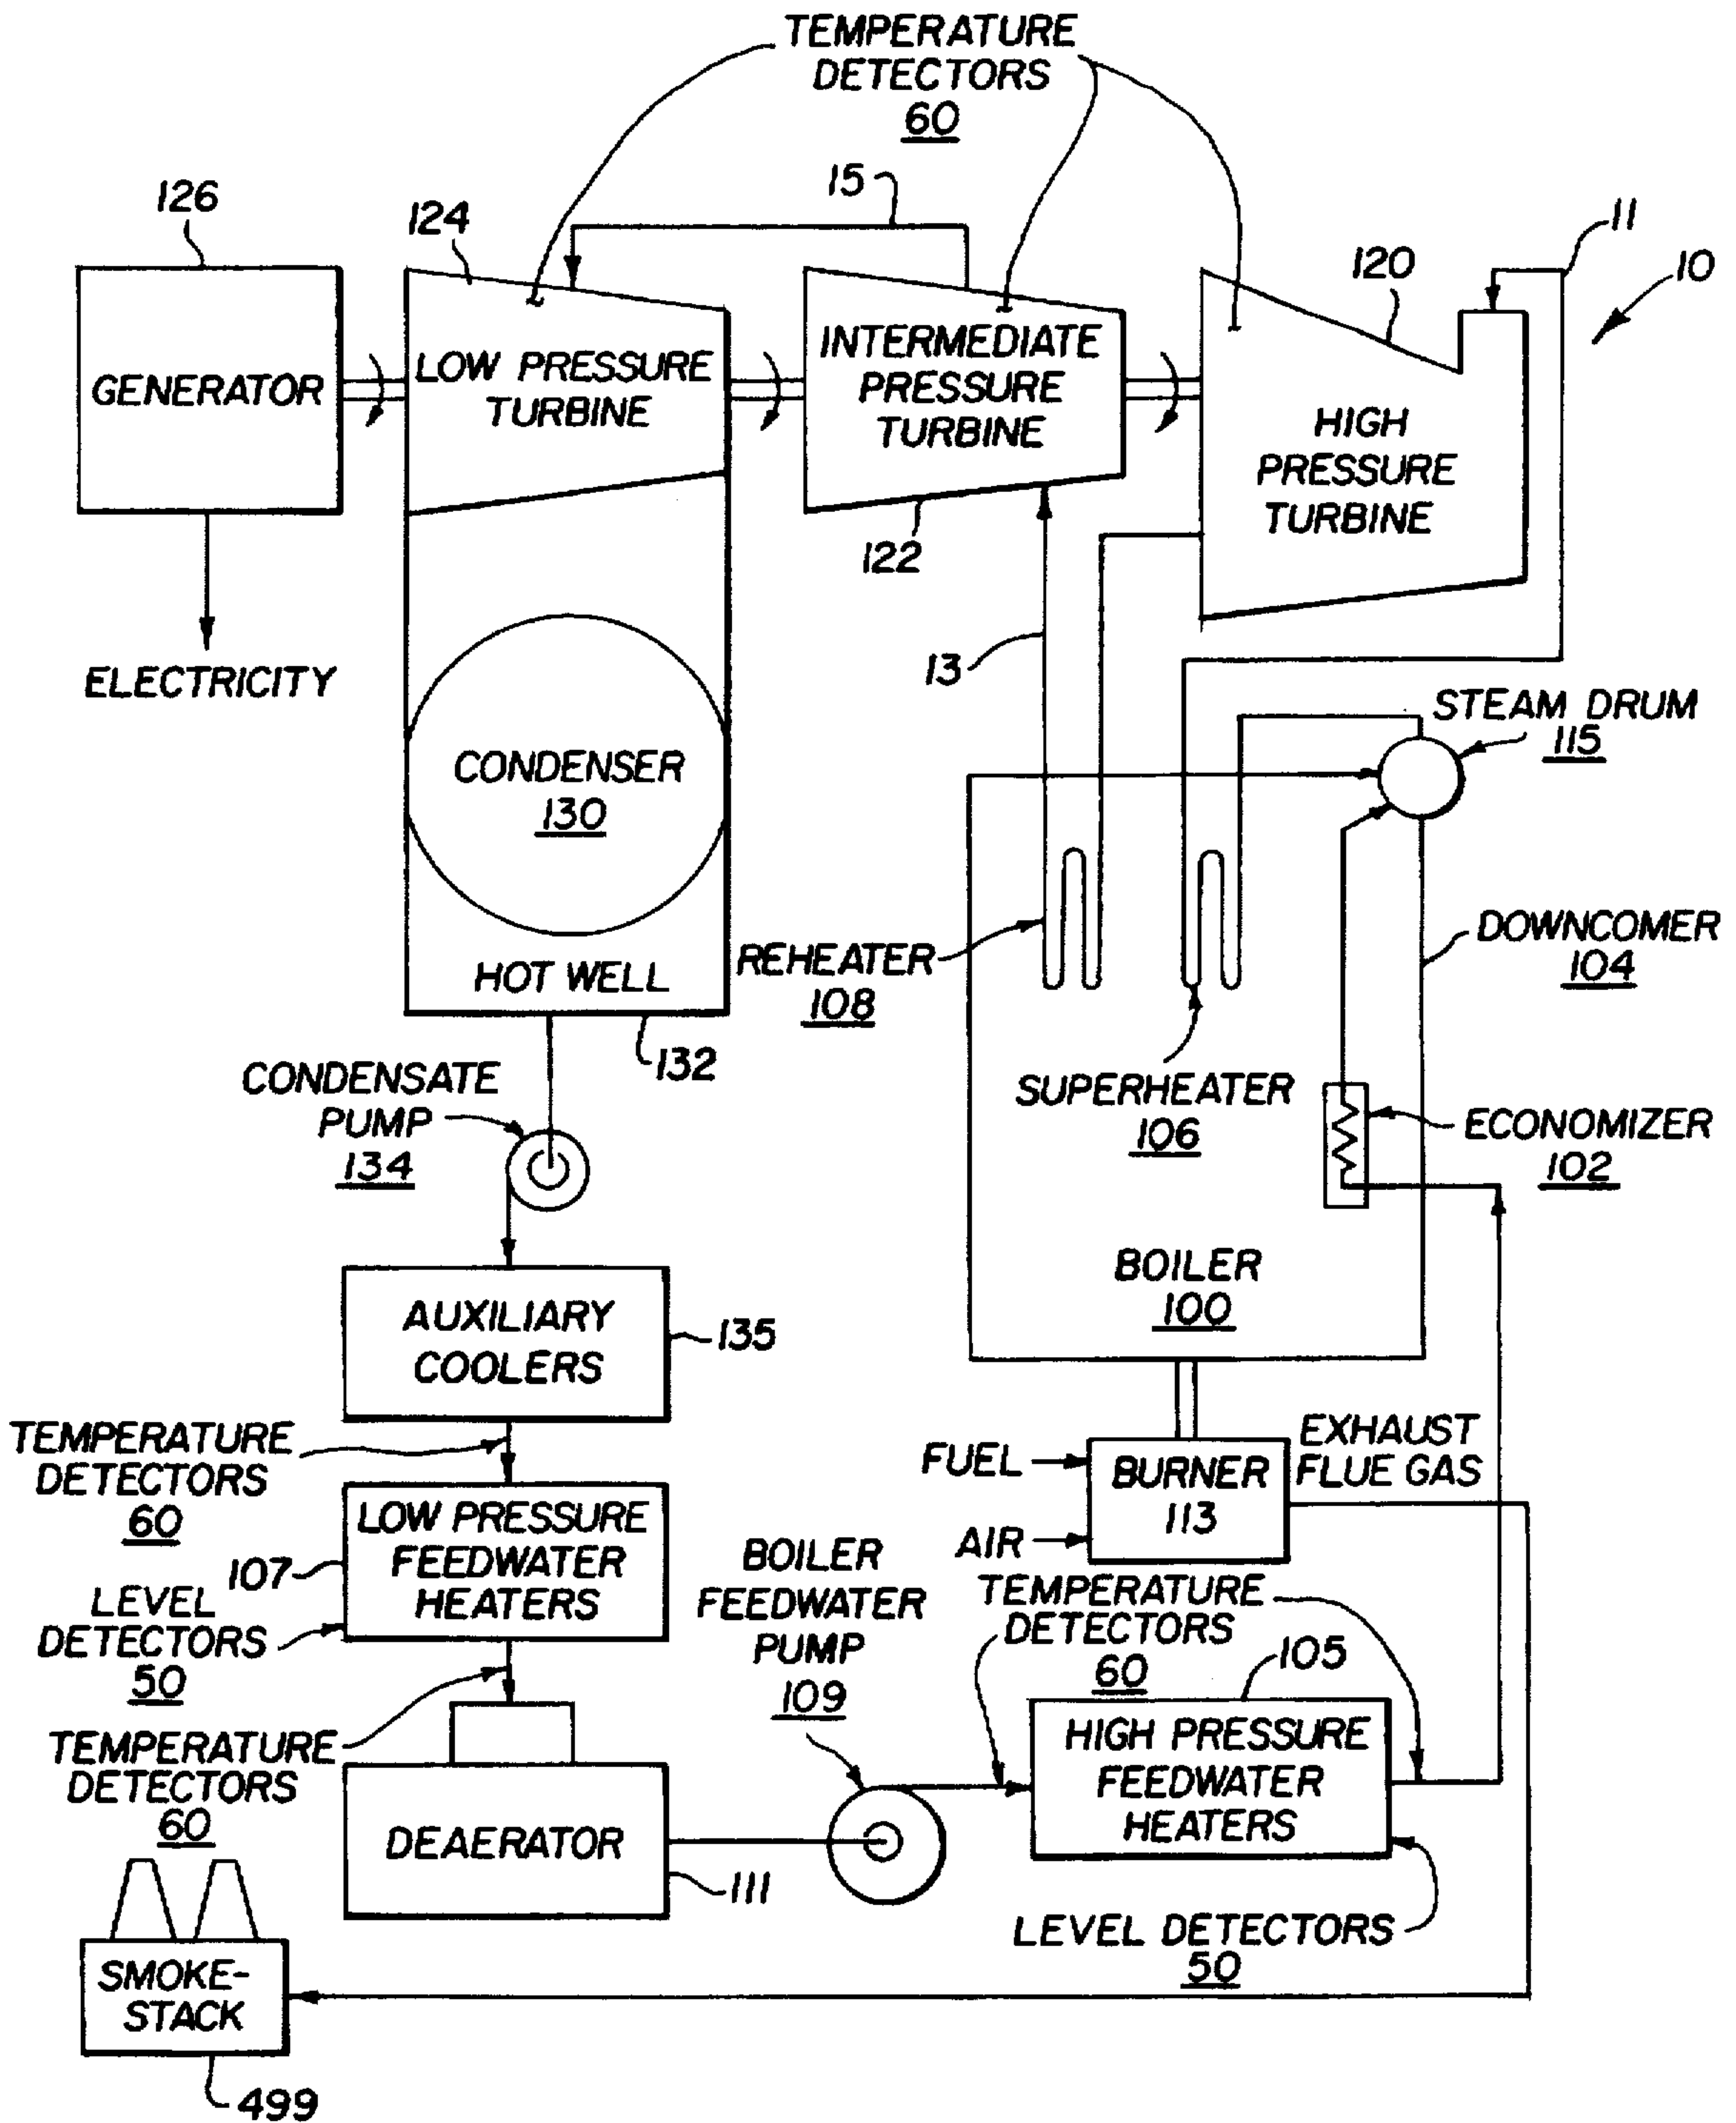 TEMPERATURE
DETECTORS
60
126
124
15
11
120
10
GENERATOR
LOW PRESSURE
TURBINE
INTERMEDIATE
PRESSURE
TURBINE
HIGH
PRESSURE
TURBINE
122
ELECTRICITY
13
STEAM DRUM
115
CONDENSER
130
DOWNCOMER
104
REHEATER
108
HOT WELL
132
CONDENSATE
PUMP
134
SUPERHEATER
106
ECONOMIZER
102
BOILER
100
AUXILIARY
COOLERS
135
TEMPERATURE
DETECTORS
60
EXHAUST
FLUE GAS
FUEL
AIR
BURNER
113
LOW PRESSURE
FEEDWATER
HEATERS
107
LEVEL
DETECTORS
50
BOILER
FEEDWATER
PUMP
109
TEMPERATURE
DETECTORS
60
105
HIGH PRESSURE
FEEDWATER
HEATERS
TEMPERATURE
DETECTORS
60
DEAERATOR
111
LEVEL DETECTORS
50
SMOKE-
STACK
499